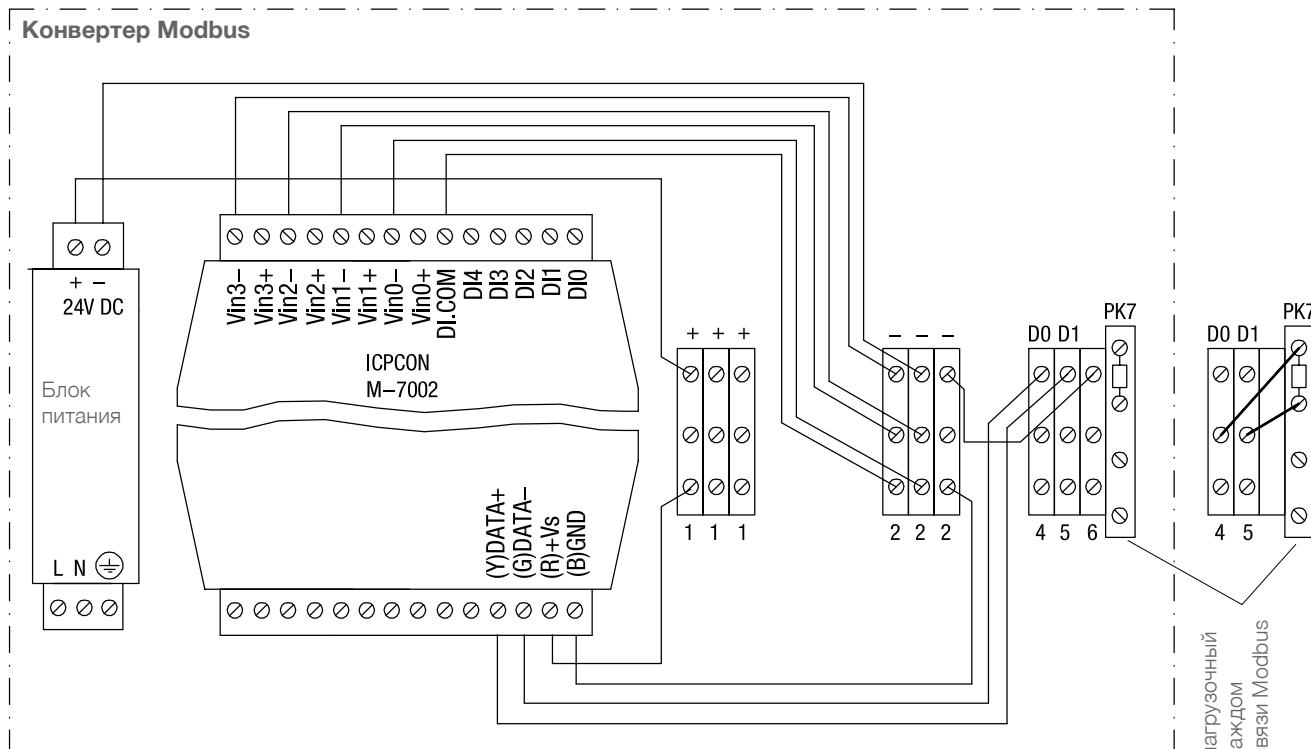 Конвертер Modbus
+ −
24V DC
Блок
питания
L N
Vin3−
Vin3+
Vin2−
Vin2+
Vin1−
Vin1+
Vin0−
Vin0+
DI.COM
DI4
DI3
DI2
DI1
DI0
ICPCON
M−7002
(Y)DATA+
(G)DATA−
(R)+Vs
(B)GND
+ + +
1 1 1
− − −
2 2 2
D0 D1
PK7
4 5 6
D0 D1
PK7
4 5
связи Modbus